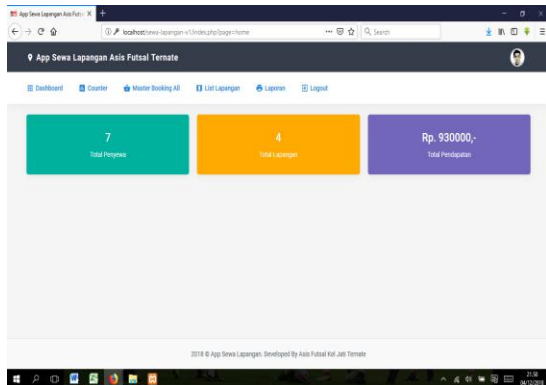 App Sewa Lapangan Asis Futsal
localhost/sewa-lapangan-v1/index.php?page=home
Search
App Sewa Lapangan Asis Futsal Ternate
Dashboard
Counter
Master Booking All
List Lapangan
Laporan
Logout
7
Total Penyewa
4
Total Lapangan
Rp. 930000,-
Total Pendapatan
2018 © App Sewa Lapangan. Developed By Asis Futsal Kel Jati Ternate
21.58
04/12/2018